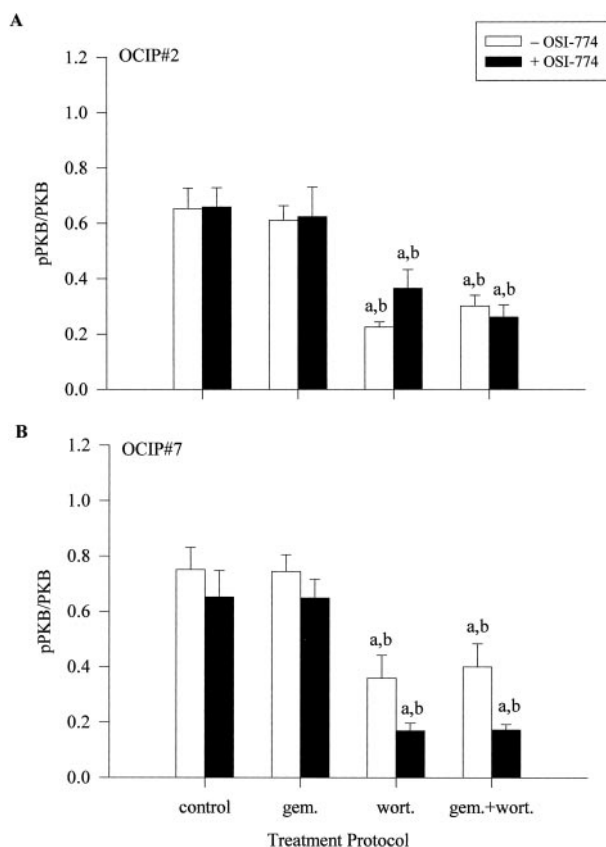 A
OCIP#2
– OSI-774
+ OSI-774
1.2
1.0
0.8
0.6
0.4
0.2
0.0
pPKB/PKB
a,b
a,b
a,b
a,b
B
OCIP#7
1.2
1.0
0.8
0.6
0.4
0.2
0.0
pPKB/PKB
a,b
a,b
a,b
a,b
control gem. wort. gem.+wort.
Treatment Protocol